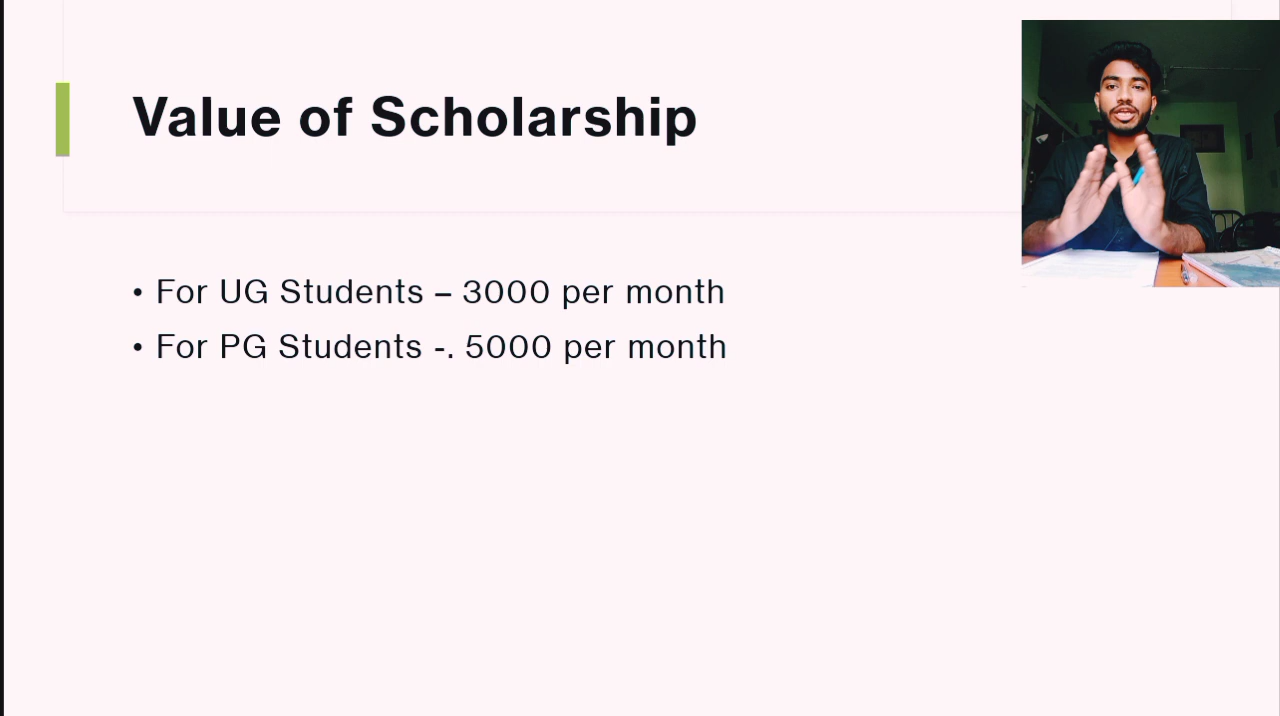 Value of Scholarship
• For UG Students – 3000 per month
• For PG Students -. 5000 per month